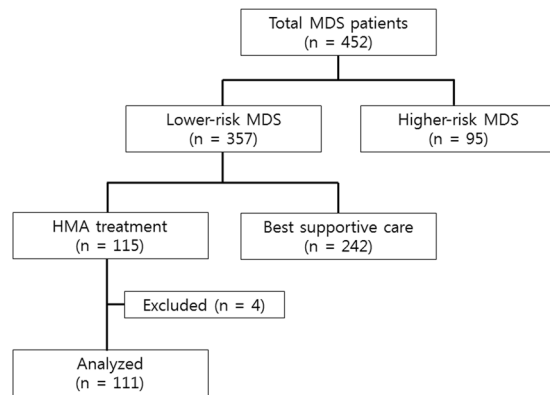 Total MDS patients
(n = 452)
Lower-risk MDS
(n = 357)
Higher-risk MDS
(n = 95)
HMA treatment
(n = 115)
Best supportive care
(n = 242)
Excluded (n = 4)
Analyzed
(n = 111)